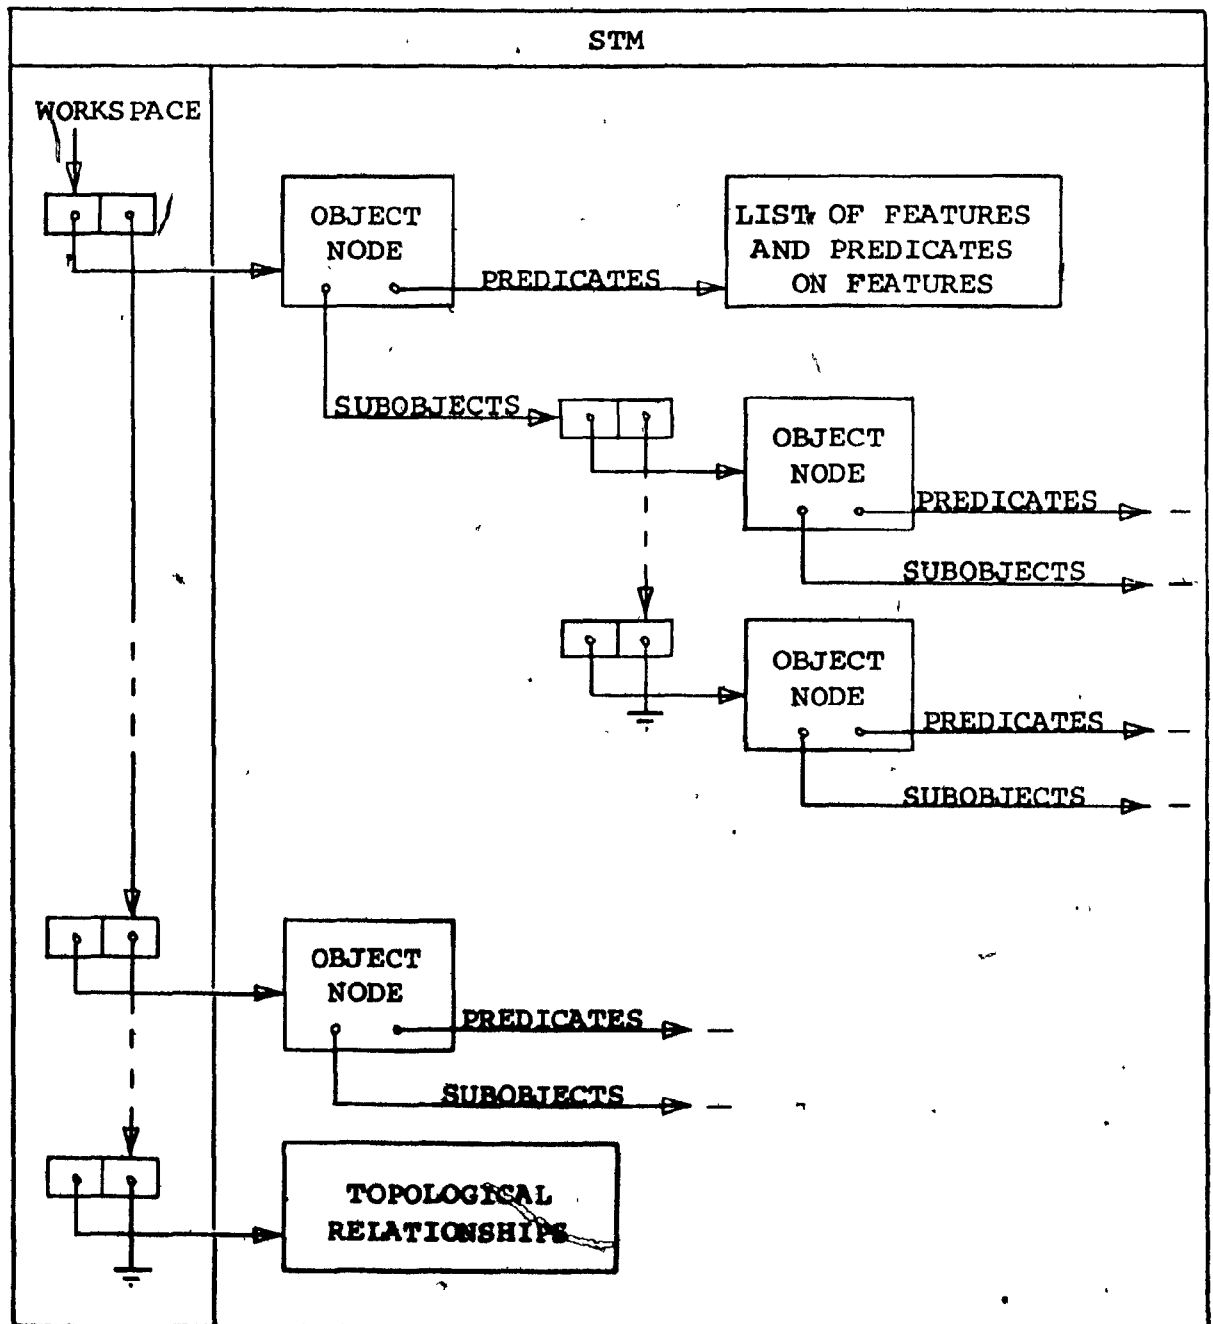 STM
WORKSPACE
OBJECT
NODE
PREDICATES
LIST OF FEATURES
AND PREDICATES
ON FEATURES
SUBOBJECTS
OBJECT
NODE
PREDICATES
SUBOBJECTS
OBJECT
NODE
PREDICATES
SUBOBJECTS
OBJECT
NODE
PREDICATES
SUBOBJECTS
TOPOLOGICAL
RELATIONSHIPS